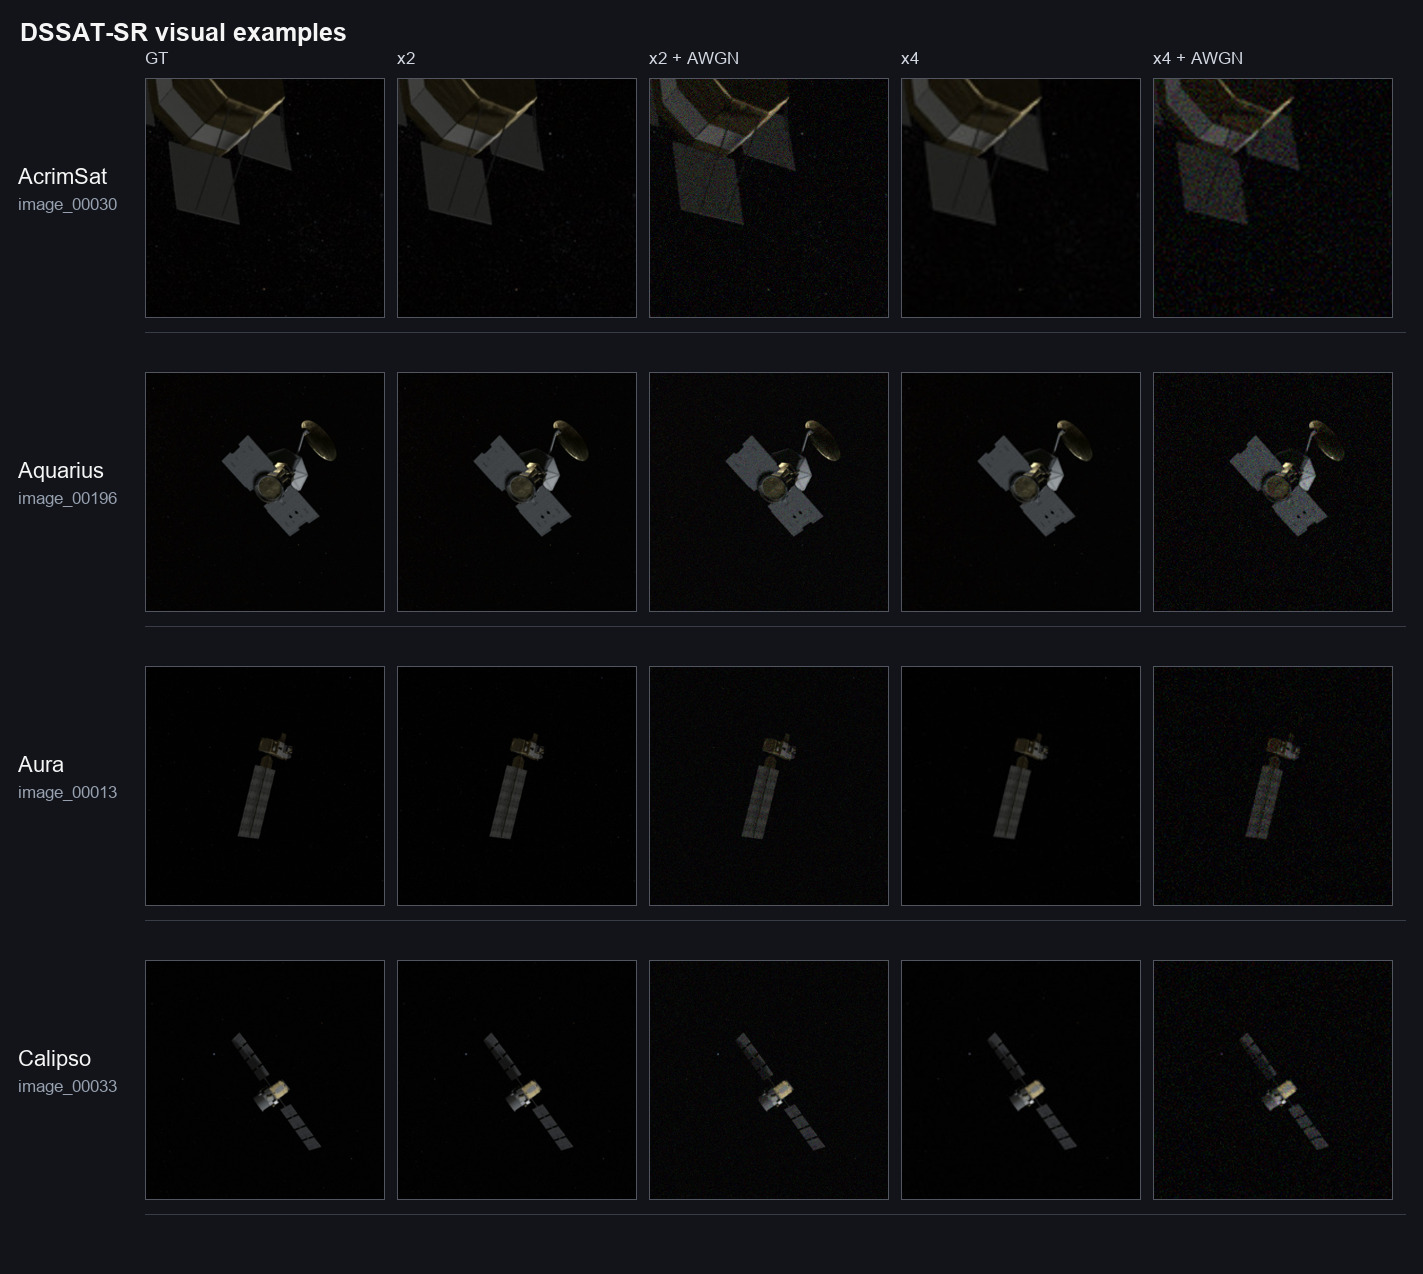 DSSAT-SR visual examples
GT x2 x2 + AWGN x4 x4 + AWGN
AcrimSat
image_00030
Aquarius
image_00196
Aura
image_00013
Calipso
image_00033